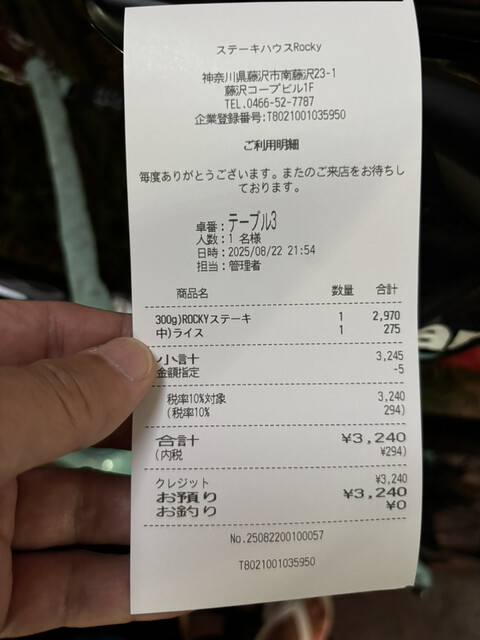 ステーキハウスRocky
神奈川県藤沢市南藤沢23-1
藤沢コープビル1F
TEL.0466-52-7787
企業登録番号:T8021001035950
ご利用明細
毎度ありがとうございます。またのご来店をお待ちし
ております。
卓番：テーブル3
人数：1 名様
日時：2025/08/22 21:54
担当：管理者
商品名 数量 合計
300g)ROCKYステーキ 1 2,970
中)ライス 1 275
小計 3,245
金額指定 -5
税率10%対象 3,240
(税率10% 294)
合計 ¥3,240
(内税 ¥294)
クレジット ¥3,240
お預り ¥3,240
お釣り ¥0
No.25082200100057
T8021001035950